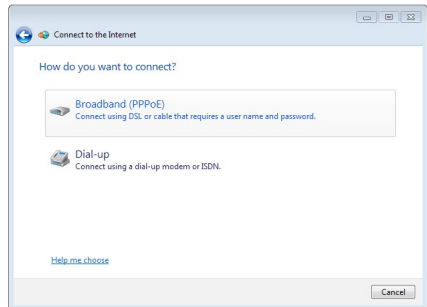 Connect to the Internet
How do you want to connect?
Broadband (PPPoE)
Connect using DSL or cable that requires a user name and password.
Dial-up
Connect using a dial-up modem or ISDN.
Help me choose
Cancel